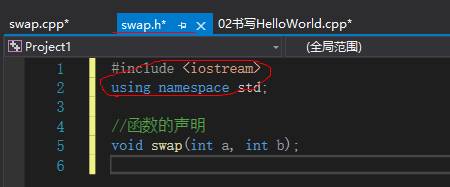 swap.cpp* swap.h* 02书写HelloWorld.cpp*
Project1 (全局范围)
1 #include <iostream>
2 using namespace std;
3
4 //函数的声明
5 void swap(int a, int b);
6